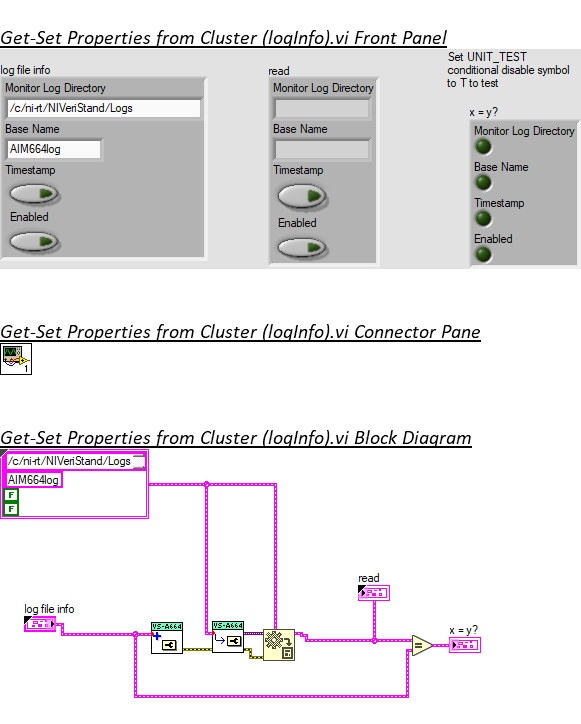 Get-Set Properties from Cluster (logInfo).vi Front Panel
Set UNIT_TEST
conditional disable symbol
to T to test
log file info
read
x = y?
Monitor Log Directory
Monitor Log Directory
Monitor Log Directory
/c/ni-rt/NIVeriStand/Logs
Base Name
Base Name
Base Name
AIM664log
Timestamp
Timestamp
Timestamp
Enabled
Enabled
Enabled
Get-Set Properties from Cluster (logInfo).vi Connector Pane
1
Get-Set Properties from Cluster (logInfo).vi Block Diagram
/c/ni-rt/NIVeriStand/Logs
AIM664log
F
F
read
log file info
VS-A664
VS-A664
x = y?
=